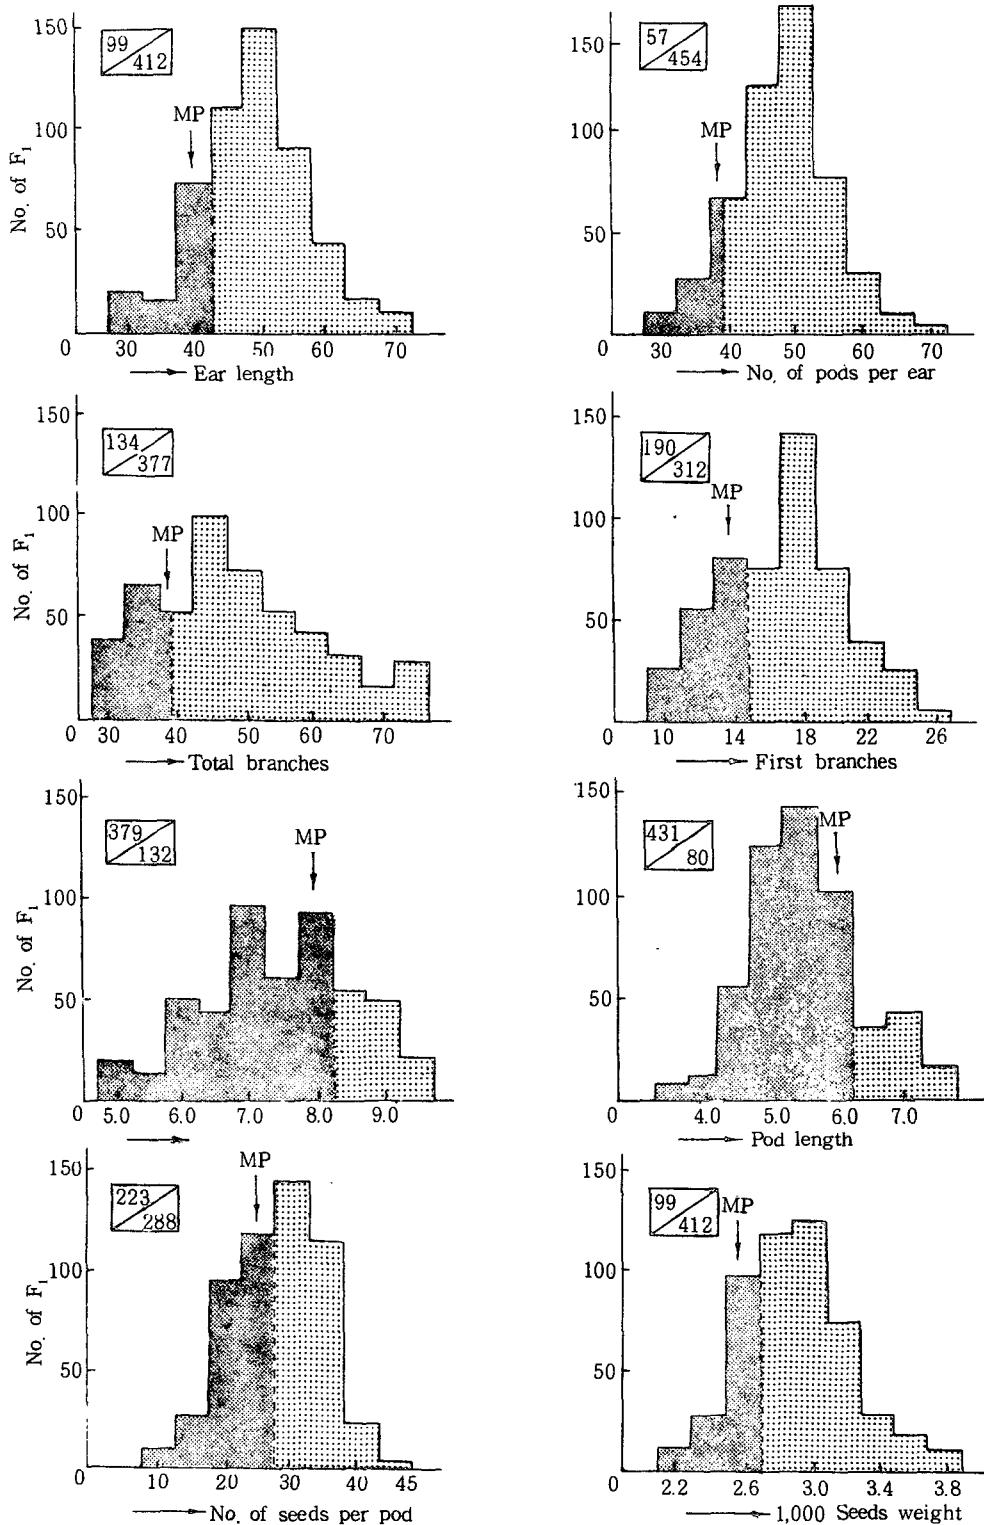 150
100
50
0
No. of F₁
99
412
MP
30 40 50 60 70
Ear length
150
100
50
0
57
454
MP
30 40 50 60 70
No. of pods per ear
150
100
50
0
No. of F₁
134
377
MP
30 40 50 60 70
Total branches
150
100
50
0
190
312
MP
10 14 18 22 26
First branches
150
100
50
0
No. of F₁
379
132
MP
5.0 6.0 7.0 8.0 9.0
150
100
50
0
431
80
MP
4.0 5.0 6.0 7.0
Pod length
150
100
50
0
No. of F₁
223
288
MP
10 20 30 40 45
No. of seeds per pod
150
100
50
0
99
412
MP
2.2 2.6 3.0 3.4 3.8
1,000 Seeds weight